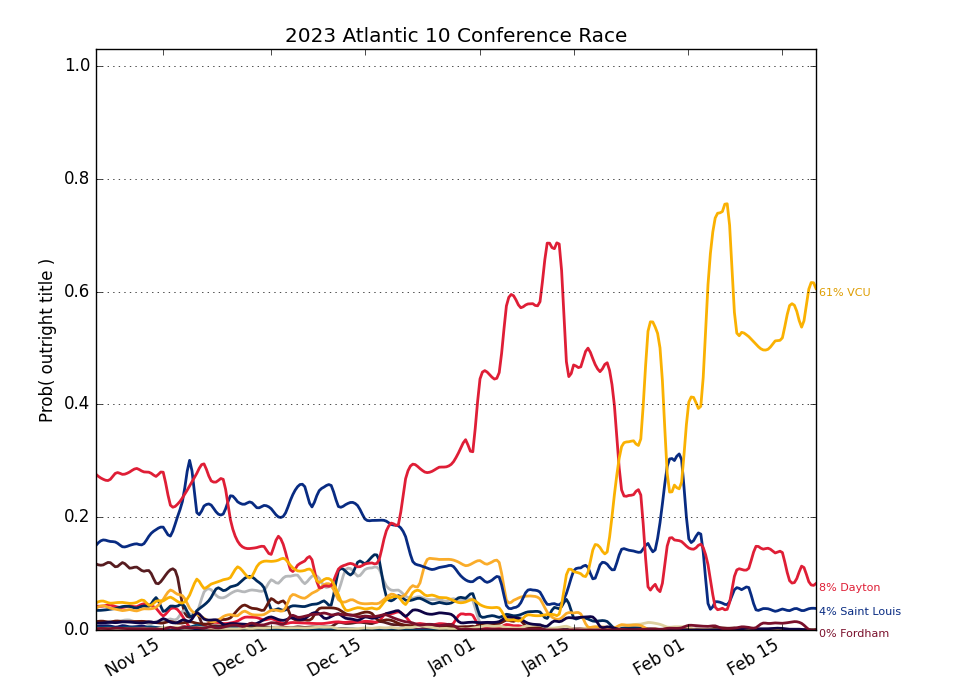 2023 Atlantic 10 Conference Race
Prob( outright title )
1.0
0.8
0.6
0.4
0.2
0.0
61% VCU
8% Dayton
4% Saint Louis
0% Fordham
Nov 15
Dec 01
Dec 15
Jan 01
Jan 15
Feb 01
Feb 15